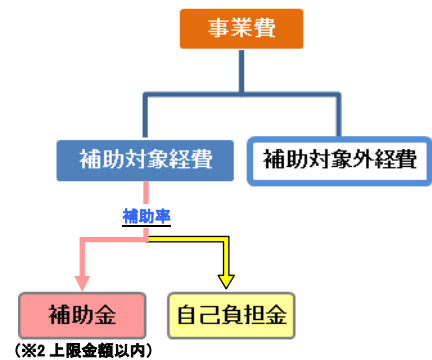 事業費
補助対象経費
補助対象外経費
補助率
補助金
自己負担金
(※2 上限金額以内)